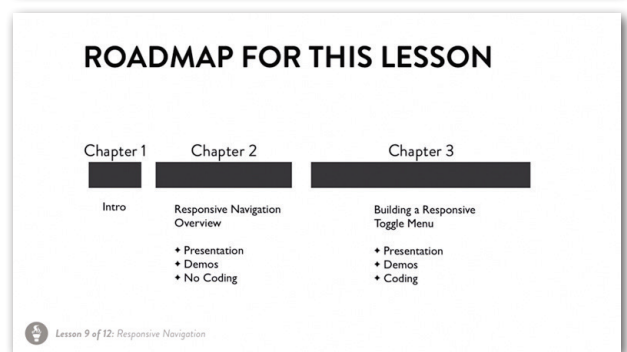 ROADMAP FOR THIS LESSON
Chapter 1
Intro
Chapter 2
Responsive Navigation
Overview
✦ Presentation
✦ Demos
✦ No Coding
Chapter 3
Building a Responsive
Toggle Menu
✦ Presentation
✦ Demos
✦ Coding
Lesson 9 of 12: Responsive Navigation